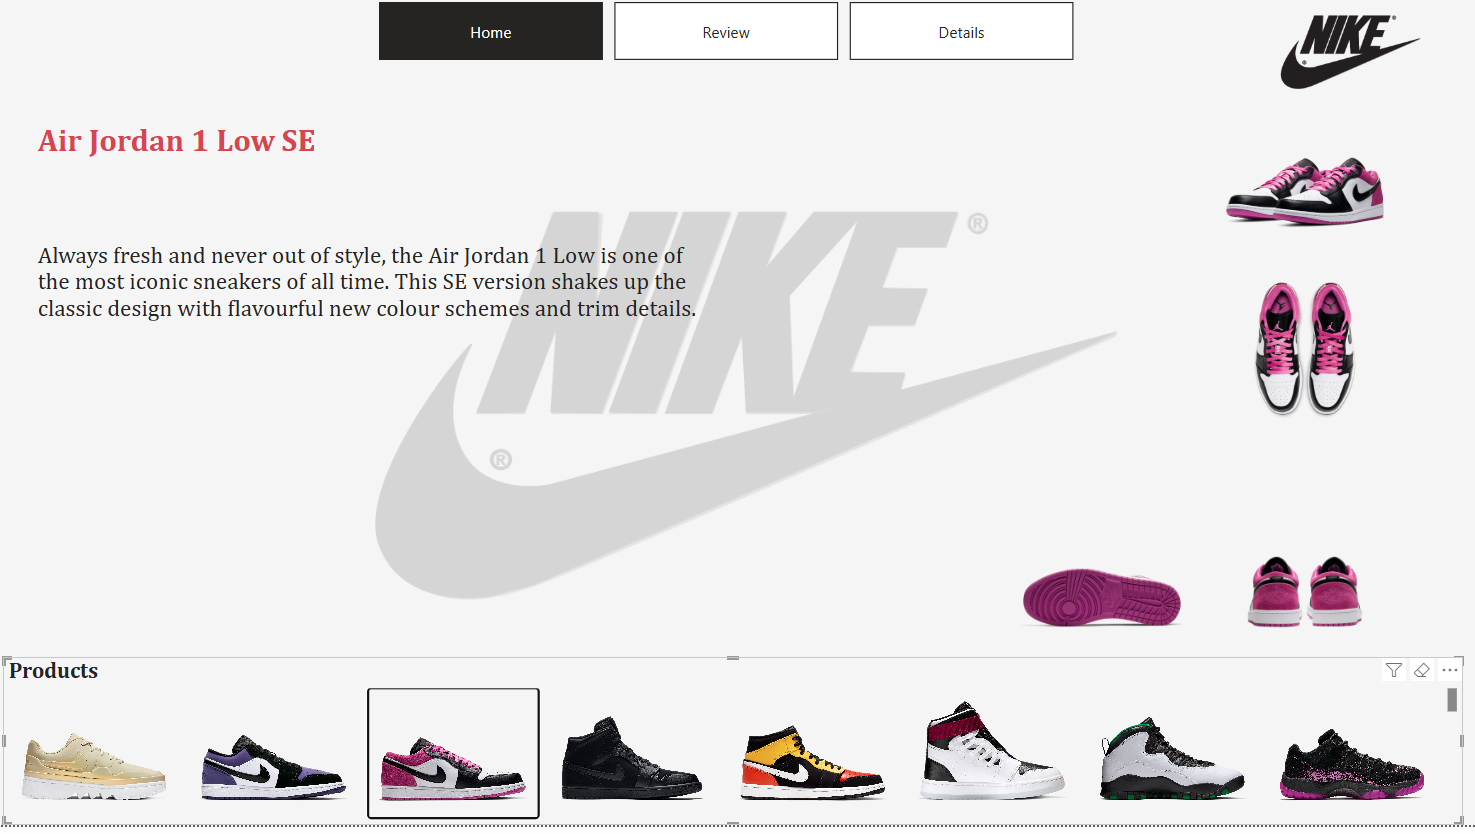 Home
Review
Details
NIKE
®
Air Jordan 1 Low SE
NIKE ®
Always fresh and never out of style, the Air Jordan 1 Low is one of
the most iconic sneakers of all time. This SE version shakes up the
classic design with flavourful new colour schemes and trim details.
®
Products